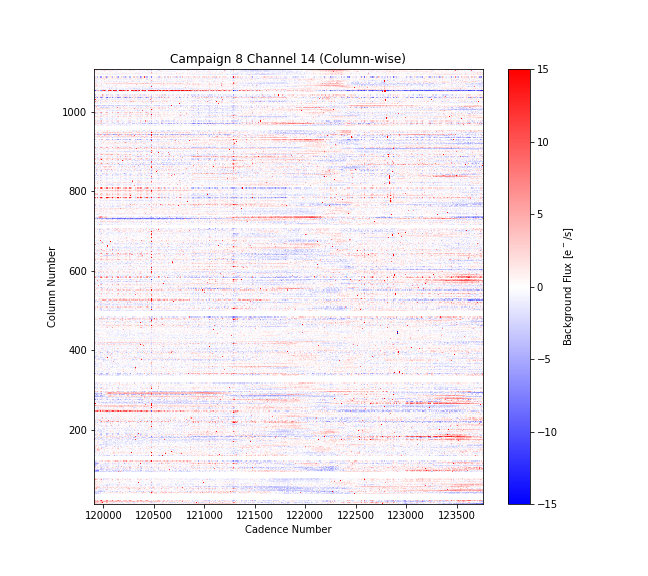 Campaign 8 Channel 14 (Column-wise)
Column Number
1000
800
600
400
200
120000 120500 121000 121500 122000 122500 123000 123500
Cadence Number
15
10
5
0
−5
−10
−15
Background Flux [e⁻/s]